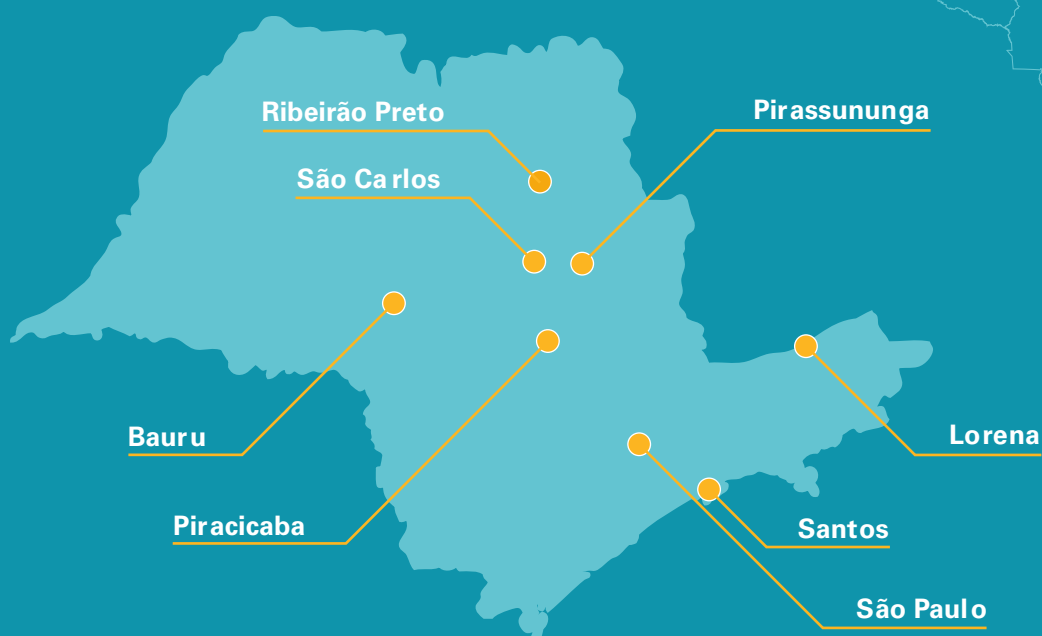 Ribeirão Preto
Pirassununga
São Carlos
Bauru
Lorena
Piracicaba
Santos
São Paulo